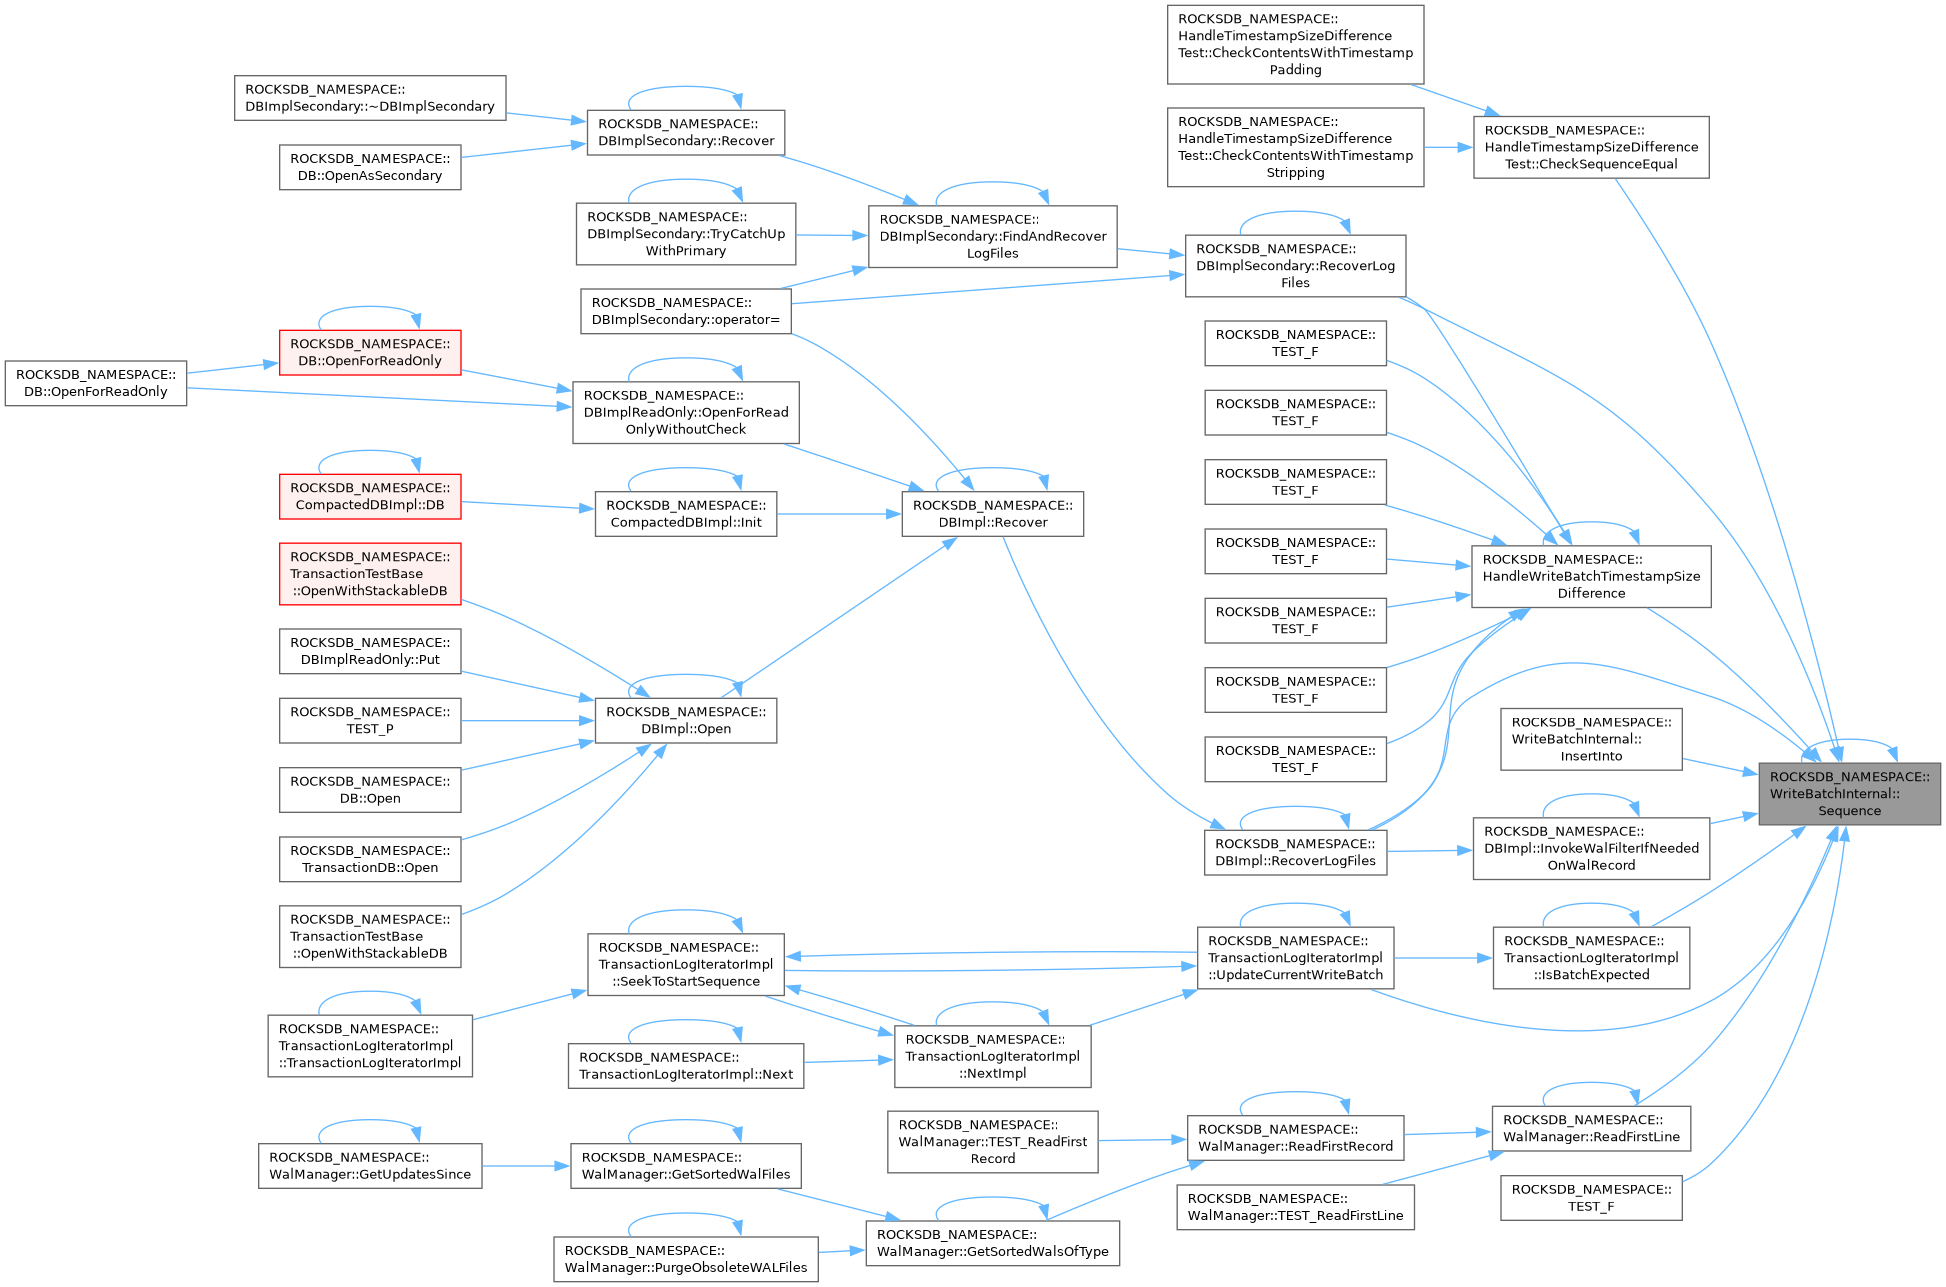 ROCKSDB_NAMESPACE::
HandleTimestampSizeDifference
Test::CheckContentsWithTimestamp
Padding
ROCKSDB_NAMESPACE::
DBImplSecondary::~DBImplSecondary
ROCKSDB_NAMESPACE::
DBImplSecondary::Recover
ROCKSDB_NAMESPACE::
HandleTimestampSizeDifference
Test::CheckContentsWithTimestamp
Stripping
ROCKSDB_NAMESPACE::
HandleTimestampSizeDifference
Test::CheckSequenceEqual
ROCKSDB_NAMESPACE::
DB::OpenAsSecondary
ROCKSDB_NAMESPACE::
DBImplSecondary::TryCatchUp
WithPrimary
ROCKSDB_NAMESPACE::
DBImplSecondary::FindAndRecover
LogFiles
ROCKSDB_NAMESPACE::
DBImplSecondary::RecoverLog
Files
ROCKSDB_NAMESPACE::
DBImplSecondary::operator=
ROCKSDB_NAMESPACE::
DB::OpenForReadOnly
ROCKSDB_NAMESPACE::
TEST_F
ROCKSDB_NAMESPACE::
DB::OpenForReadOnly
ROCKSDB_NAMESPACE::
DBImplReadOnly::OpenForRead
OnlyWithoutCheck
ROCKSDB_NAMESPACE::
TEST_F
ROCKSDB_NAMESPACE::
CompactedDBImpl::DB
ROCKSDB_NAMESPACE::
CompactedDBImpl::Init
ROCKSDB_NAMESPACE::
DBImpl::Recover
ROCKSDB_NAMESPACE::
TEST_F
ROCKSDB_NAMESPACE::
TransactionTestBase
::OpenWithStackableDB
ROCKSDB_NAMESPACE::
TEST_F
ROCKSDB_NAMESPACE::
HandleWriteBatchTimestampSize
Difference
ROCKSDB_NAMESPACE::
TEST_F
ROCKSDB_NAMESPACE::
DBImplReadOnly::Put
ROCKSDB_NAMESPACE::
TEST_F
ROCKSDB_NAMESPACE::
TEST_P
ROCKSDB_NAMESPACE::
DBImpl::Open
ROCKSDB_NAMESPACE::
TEST_F
ROCKSDB_NAMESPACE::
WriteBatchInternal::
InsertInto
ROCKSDB_NAMESPACE::
WriteBatchInternal::
Sequence
ROCKSDB_NAMESPACE::
DB::Open
ROCKSDB_NAMESPACE::
TransactionDB::Open
ROCKSDB_NAMESPACE::
DBImpl::RecoverLogFiles
ROCKSDB_NAMESPACE::
DBImpl::InvokeWalFilterIfNeeded
OnWalRecord
ROCKSDB_NAMESPACE::
TransactionTestBase
::OpenWithStackableDB
ROCKSDB_NAMESPACE::
TransactionLogIteratorImpl
::SeekToStartSequence
ROCKSDB_NAMESPACE::
TransactionLogIteratorImpl
::UpdateCurrentWriteBatch
ROCKSDB_NAMESPACE::
TransactionLogIteratorImpl
::IsBatchExpected
ROCKSDB_NAMESPACE::
TransactionLogIteratorImpl
::TransactionLogIteratorImpl
ROCKSDB_NAMESPACE::
TransactionLogIteratorImpl::Next
ROCKSDB_NAMESPACE::
TransactionLogIteratorImpl
::NextImpl
ROCKSDB_NAMESPACE::
WalManager::TEST_ReadFirst
Record
ROCKSDB_NAMESPACE::
WalManager::ReadFirstRecord
ROCKSDB_NAMESPACE::
WalManager::ReadFirstLine
ROCKSDB_NAMESPACE::
WalManager::GetUpdatesSince
ROCKSDB_NAMESPACE::
WalManager::GetSortedWalFiles
ROCKSDB_NAMESPACE::
WalManager::TEST_ReadFirstLine
ROCKSDB_NAMESPACE::
TEST_F
ROCKSDB_NAMESPACE::
WalManager::PurgeObsoleteWALFiles
ROCKSDB_NAMESPACE::
WalManager::GetSortedWalsOfType